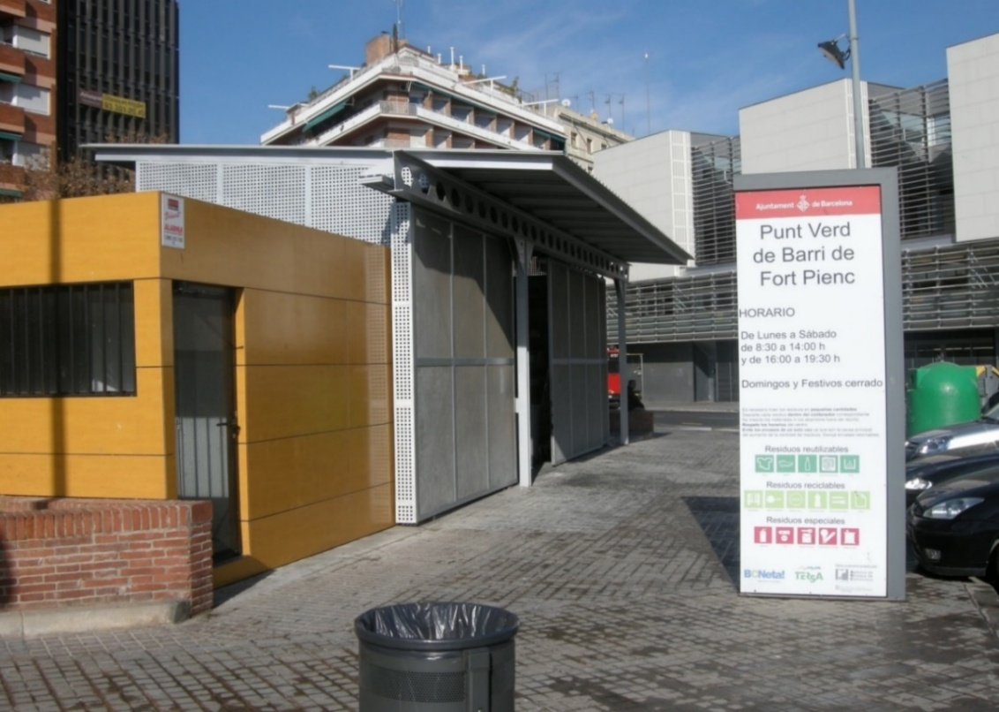 Ajuntament de Barcelona
Punt Verd
de Barri de
Fort Pienc
HORARIO
De Lunes a Sábado
de 8:30 a 14:00 h
y de 16:00 a 19:30 h
Domingos y Festivos cerrado
Residuos reutilizables
Residuos reciclables
Residuos especiales
BCNeta!
TERSA
ALARMA